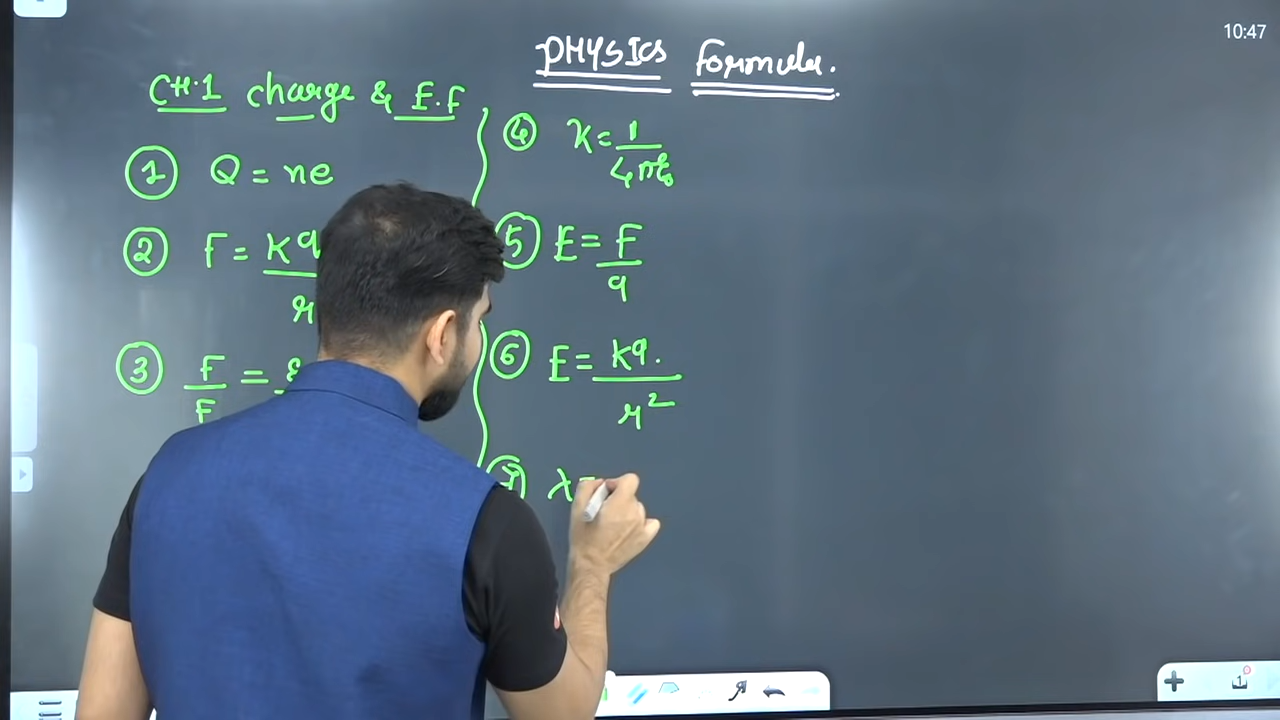 PHYSICS Formula.
10:47
CH.1 charge & E.F
① Q = ne
② F = Kq
r
③ F/F =
④ K = 1/4πε₀
⑤ E = F/q
⑥ E = kq./r²
⑦ λ =
1